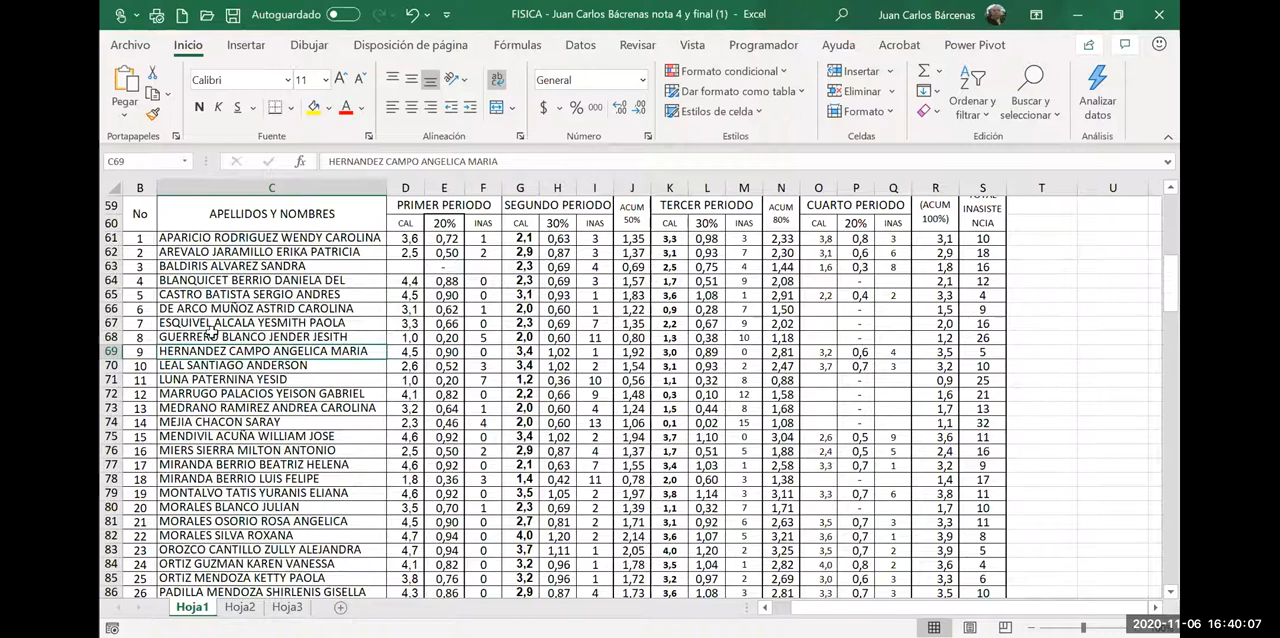 Autoguardado FISICA - Juan Carlos Bácrenas nota 4 y final (1) - Excel Juan Carlos Bárcenas
Archivo Inicio Insertar Dibujar Disposición de página Fórmulas Datos Revisar Vista Programador Ayuda Acrobat Power Pivot
Calibri 11 General Formato condicional Insertar
Pegar N K S Dar formato como tabla Eliminar Ordenar y filtrar Buscar y seleccionar Analizar datos
$ % 000 Estilos de celda Formato
Portapapeles Fuente Alineación Número Estilos Celdas Edición Análisis
C69 fx HERNANDEZ CAMPO ANGELICA MARIA
B C D E F G H I J K L M N O P Q R S T U
59 No APELLIDOS Y NOMBRES PRIMER PERIODO SEGUNDO PERIODO ACUM 50% TERCER PERIODO ACUM 80% CUARTO PERIODO (ACUM 100%) TOTAL INASISTENCIA
60 CAL 20% INAS CAL 30% INAS CAL 30% INAS CAL 20% INAS
61 1 APARICIO RODRIGUEZ WENDY CAROLINA 3,6 0,72 1 2,1 0,63 3 1,35 3,3 0,98 3 2,33 3,8 0,8 3 3,1 10
62 2 AREVALO JARAMILLO ERIKA PATRICIA 2,5 0,50 2 2,9 0,87 3 1,37 3,1 0,93 7 2,30 3,1 0,6 6 2,9 18
63 3 BALDIRIS ALVAREZ SANDRA - 2,3 0,69 4 0,69 2,5 0,75 4 1,44 1,6 0,3 8 1,8 16
64 4 BLANQUICET BERRIO DANIELA DEL 4,4 0,88 0 2,3 0,69 3 1,57 1,7 0,51 9 2,08 - 2,1 12
65 5 CASTRO BATISTA SERGIO ANDRES 4,5 0,90 0 3,1 0,93 1 1,83 3,6 1,08 1 2,91 2,2 0,4 2 3,3 4
66 6 DE ARCO MUÑOZ ASTRID CAROLINA 3,1 0,62 1 2,0 0,60 1 1,22 0,9 0,28 7 1,50 - 1,5 9
67 7 ESQUIVEL ALCALA YESMITH PAOLA 3,3 0,66 0 2,3 0,69 7 1,35 2,2 0,67 9 2,02 - 2,0 16
68 8 GUERRERO BLANCO JENDER JESITH 1,0 0,20 5 2,0 0,60 11 0,80 1,3 0,38 10 1,18 - 1,2 26
69 9 HERNANDEZ CAMPO ANGELICA MARIA 4,5 0,90 0 3,4 1,02 1 1,92 3,0 0,89 0 2,81 3,2 0,6 4 3,5 5
70 10 LEAL SANTIAGO ANDERSON 2,6 0,52 3 3,4 1,02 2 1,54 3,1 0,93 2 2,47 3,7 0,7 3 3,2 10
71 11 LUNA PATERNINA YESID 1,0 0,20 7 1,2 0,36 10 0,56 1,1 0,32 8 0,88 - 0,9 25
72 12 MARRUGO PALACIOS YEISON GABRIEL 4,1 0,82 0 2,2 0,66 9 1,48 0,3 0,10 12 1,58 - 1,6 21
73 13 MEDRANO RAMIREZ ANDREA CAROLINA 3,2 0,64 1 2,0 0,60 4 1,24 1,5 0,44 8 1,68 - 1,7 13
74 14 MEJIA CHACON SARAY 2,3 0,46 4 2,0 0,60 13 1,06 0,1 0,02 15 1,08 - 1,1 32
75 15 MENDIVIL ACUÑA WILLIAM JOSE 4,6 0,92 0 3,4 1,02 2 1,94 3,7 1,10 0 3,04 2,6 0,5 9 3,6 11
76 16 MIERS SIERRA MILTON ANTONIO 2,5 0,50 2 2,9 0,87 4 1,37 1,7 0,51 5 1,88 2,4 0,5 5 2,4 16
77 17 MIRANDA BERRIO BEATRIZ HELENA 4,6 0,92 0 2,1 0,63 7 1,55 3,4 1,03 1 2,58 3,3 0,7 1 3,2 9
78 18 MIRANDA BERRIO LUIS FELIPE 1,8 0,36 3 1,4 0,42 11 0,78 2,0 0,60 3 1,38 - 1,4 17
79 19 MONTALVO TATIS YURANIS ELIANA 4,6 0,92 0 3,5 1,05 2 1,97 3,8 1,14 3 3,11 3,3 0,7 6 3,8 11
80 20 MORALES BLANCO JULIAN 3,5 0,70 1 2,3 0,69 2 1,39 1,1 0,32 7 1,71 - 1,7 10
81 21 MORALES OSORIO ROSA ANGELICA 4,5 0,90 0 2,7 0,81 2 1,71 3,1 0,92 6 2,63 3,5 0,7 3 3,3 11
82 22 MORALES SILVA ROXANA 4,7 0,94 0 4,0 1,20 2 2,14 3,6 1,07 5 3,21 3,6 0,7 1 3,9 8
83 23 OROZCO CANTILLO ZULLY ALEJANDRA 4,7 0,94 0 3,7 1,11 1 2,05 4,0 1,20 2 3,25 3,5 0,7 2 3,9 5
84 24 ORTIZ GUZMAN KAREN VANESSA 4,1 0,82 0 3,2 0,96 1 1,78 3,5 1,04 1 2,82 4,0 0,8 2 3,6 4
85 25 ORTIZ MENDOZA KETTY PAOLA 3,8 0,76 0 3,2 0,96 1 1,72 3,2 0,97 2 2,69 3,0 0,6 3 3,3 6
86 26 PADILLA MENDOZA SHIRLENIS GISELLA 4,3 0,86 0 2,9 0,87 4 1,73 3,6 1,08 3 2,81 3,3 0,7 2 3,5 10
Hoja1 Hoja2 Hoja3
2020-11-06 16:40:07